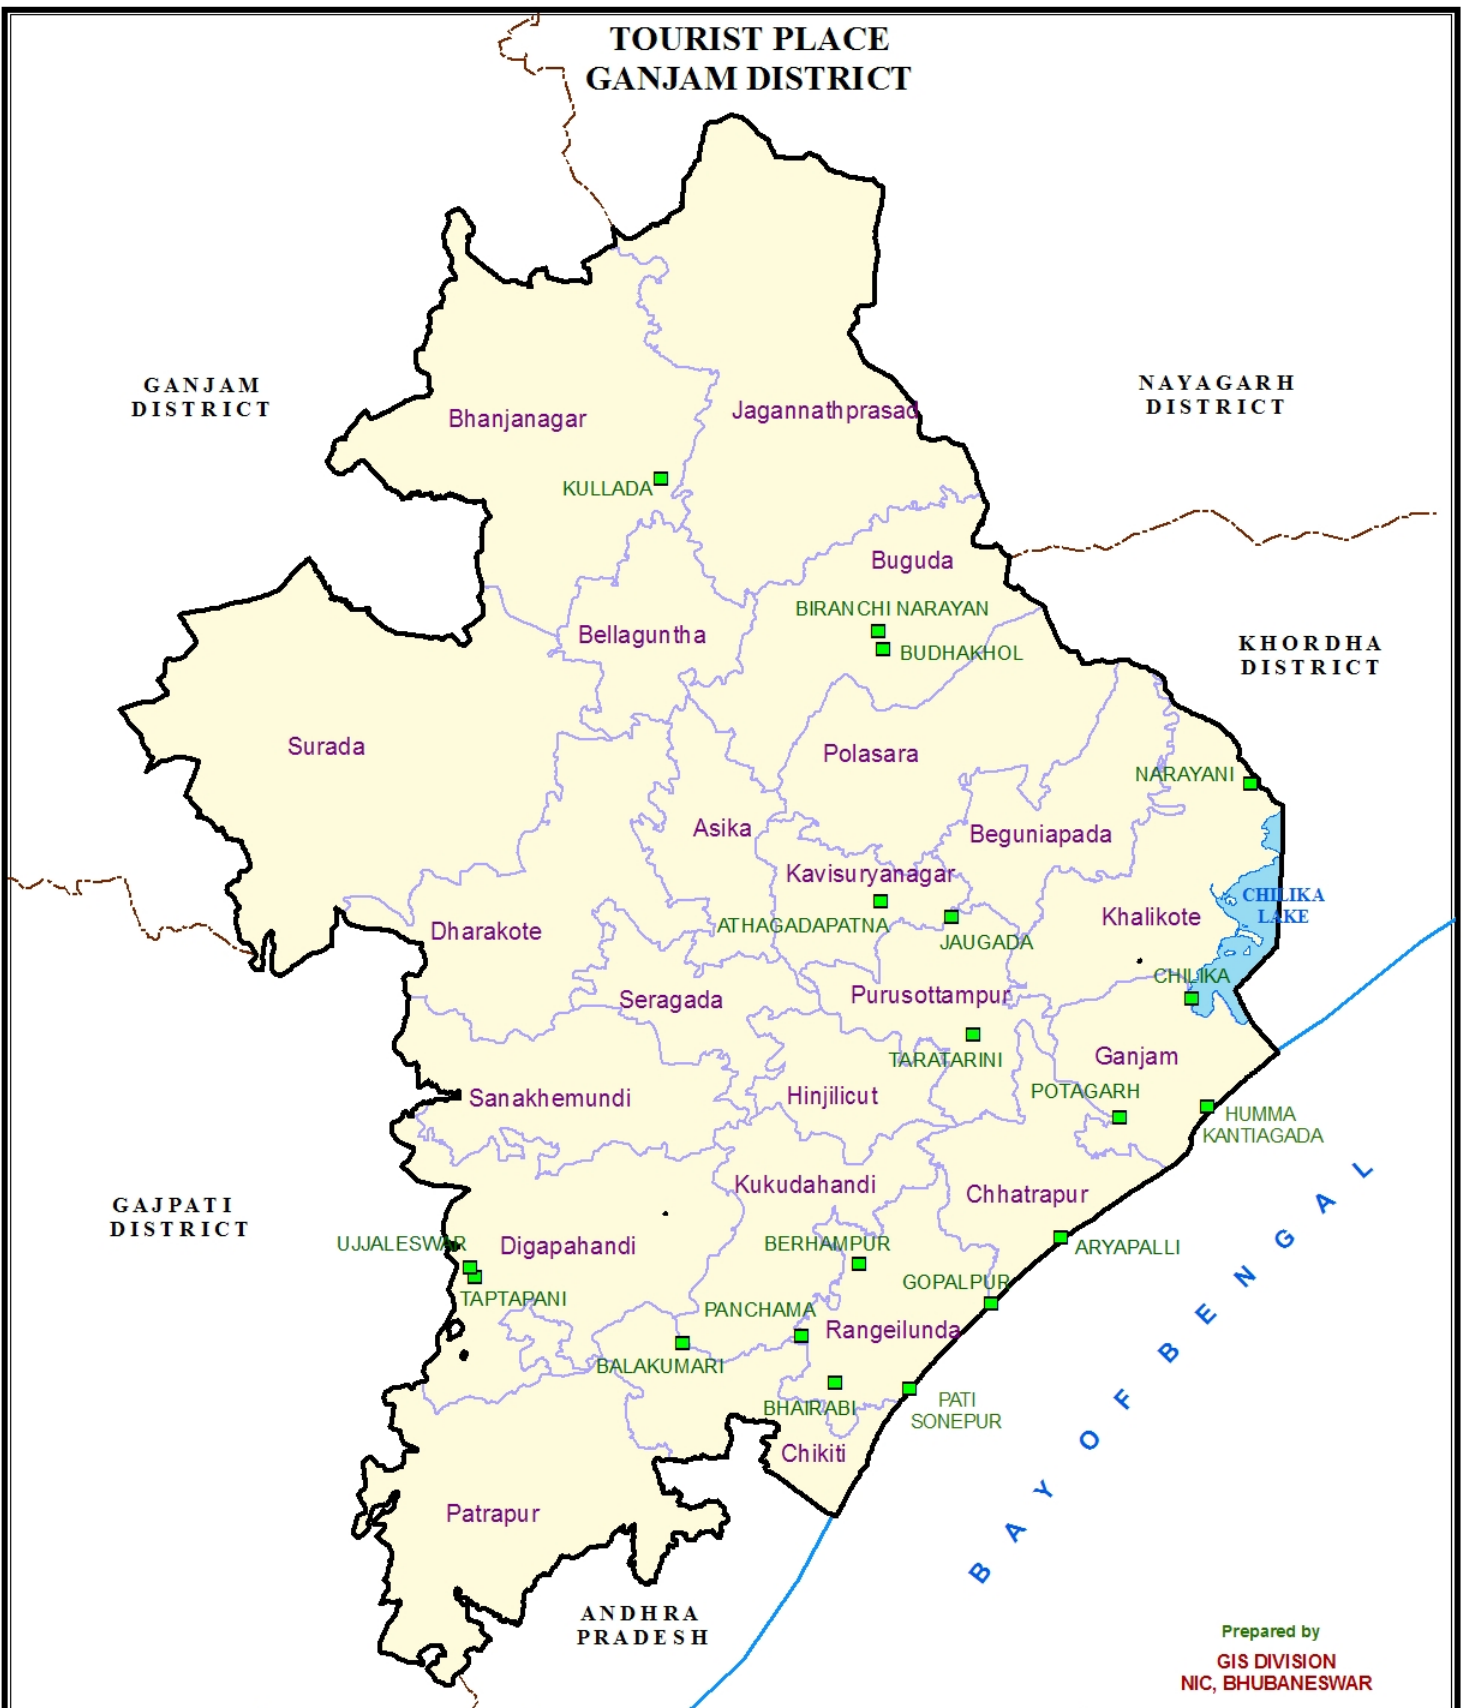 TOURIST PLACE
GANJAM DISTRICT
GANJAM
DISTRICT
NAYAGARH
DISTRICT
Bhanjanagar
Jagannathprasad
KULLADA
Buguda
BIRANCHI NARAYAN
Bellaguntha
BUDHAKHOL
KHORDHA
DISTRICT
Surada
Polasara
NARAYANI
Asika
Beguniapada
Kavisuryanagar
CHILIKA
LAKE
ATHAGADAPATNA
Khalikote
Dharakote
JAUGADA
CHILIKA
Seragada
Purusottampur
TARATARINI
Ganjam
Sanakhemundi
Hinjilicut
POTAGARH
HUMMA
KANTIAGADA
Kukudahandi
Chhatrapur
GAJPATI
DISTRICT
UJJALESWAR
Digapahandi
BERHAMPUR
ARYAPALLI
GOPALPUR
TAPTAPANI
PANCHAMA
Rangeilunda
BALAKUMARI
BHAIRABI
PATI
SONEPUR
Chikiti
BAY OF BENGAL
Patrapur
ANDHRA
PRADESH
Prepared by
GIS DIVISION
NIC, BHUBANESWAR